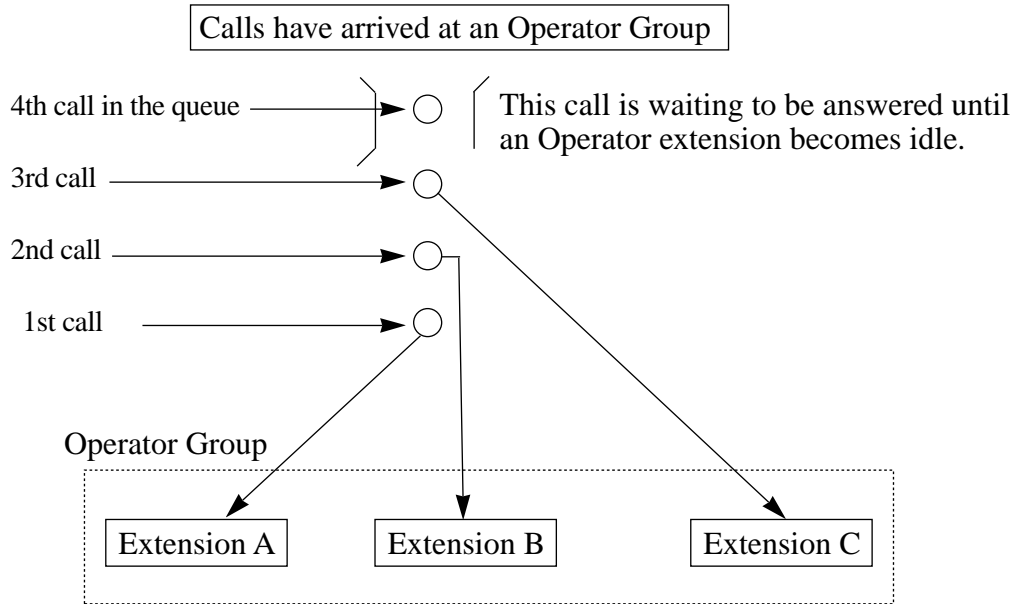 Calls have arrived at an Operator Group
4th call in the queue
This call is waiting to be answered until
an Operator extension becomes idle.
3rd call
2nd call
1st call
Operator Group
Extension A
Extension B
Extension C